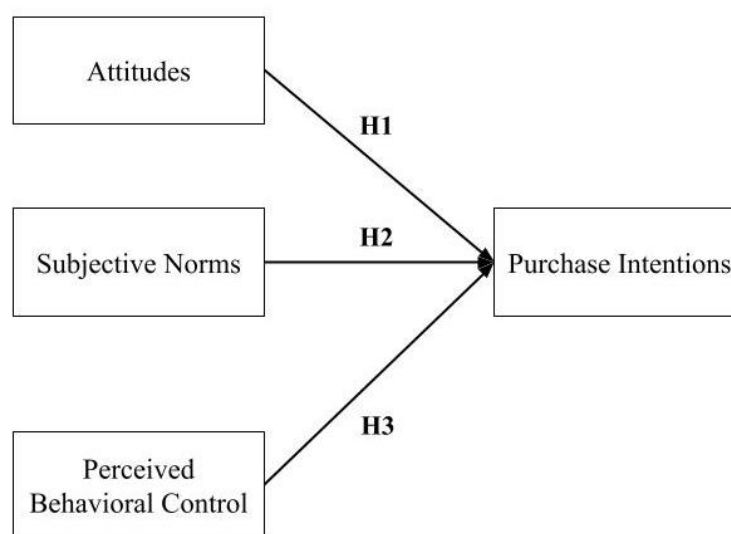 Attitudes
H1
Subjective Norms
H2
Purchase Intentions
H3
Perceived
Behavioral Control